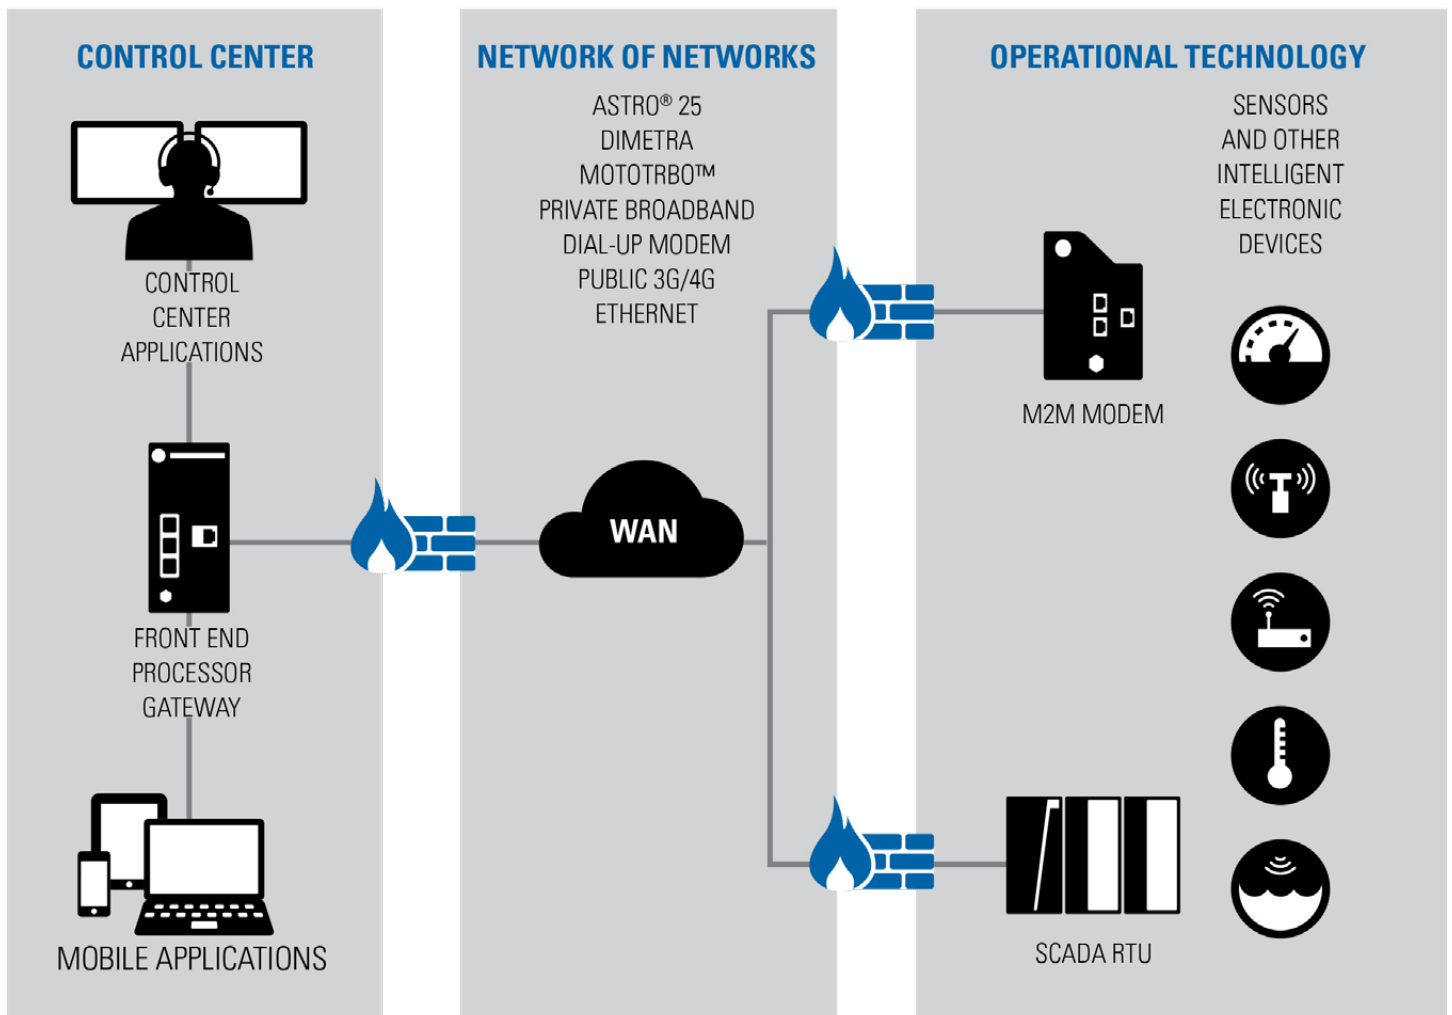 CONTROL CENTER
CONTROL
CENTER
APPLICATIONS
FRONT END
PROCESSOR
GATEWAY
MOBILE APPLICATIONS
NETWORK OF NETWORKS
ASTRO® 25
DIMETRA
MOTOTRBO™
PRIVATE BROADBAND
DIAL-UP MODEM
PUBLIC 3G/4G
ETHERNET
WAN
OPERATIONAL TECHNOLOGY
SENSORS
AND OTHER
INTELLIGENT
ELECTRONIC
DEVICES
M2M MODEM
SCADA RTU